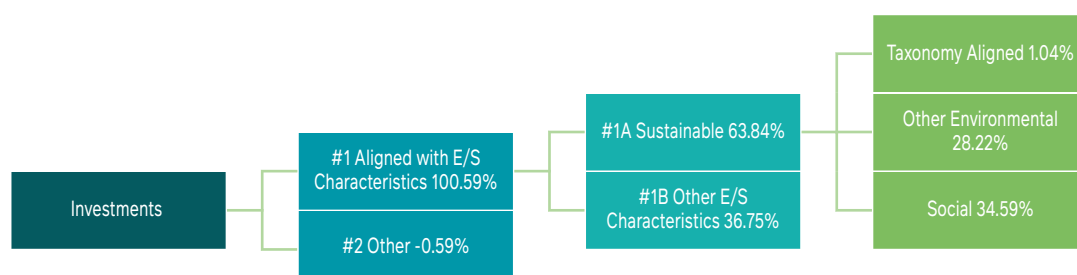 Investments
#1 Aligned with E/S
Characteristics 100.59%
#2 Other -0.59%
#1A Sustainable 63.84%
#1B Other E/S
Characteristics 36.75%
Taxonomy Aligned 1.04%
Other Environmental
28.22%
Social 34.59%